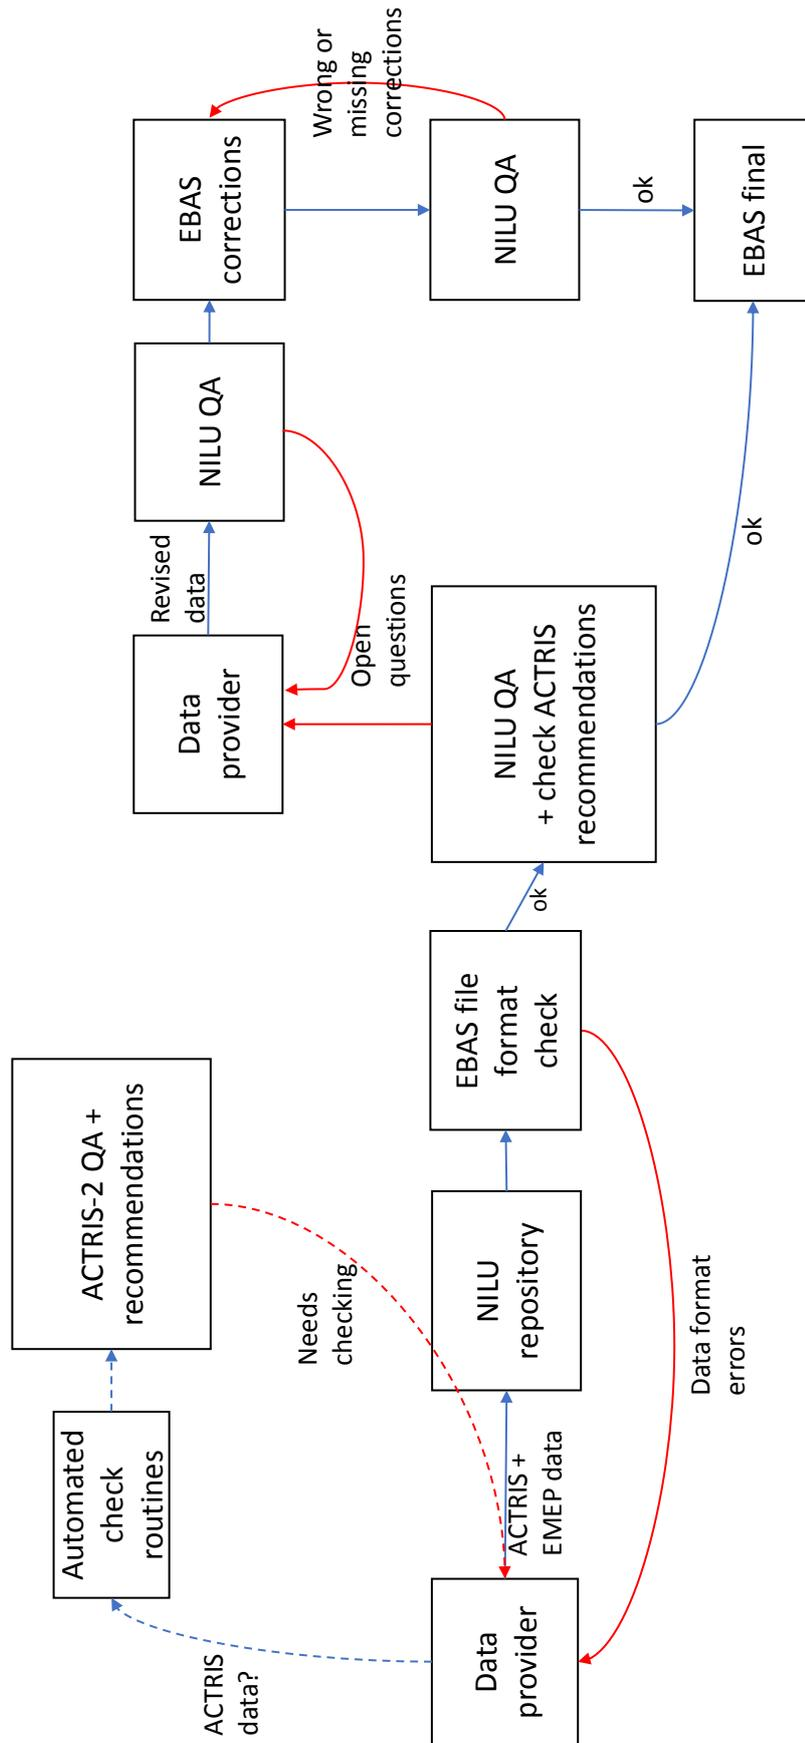 ACTRIS
data?
Automated
check
routines
ACTRIS-2 QA +
recommendations
Needs
checking
Data
provider
ACTRIS +
EMEP data
NILU
repository
EBAS file
format
check
Data format
errors
ok
NILU QA
+ check ACTRIS
recommendations
Data
provider
Revised
data
Open
questions
NILU QA
EBAS
corrections
Wrong or
missing
corrections
NILU QA
ok
ok
EBAS final